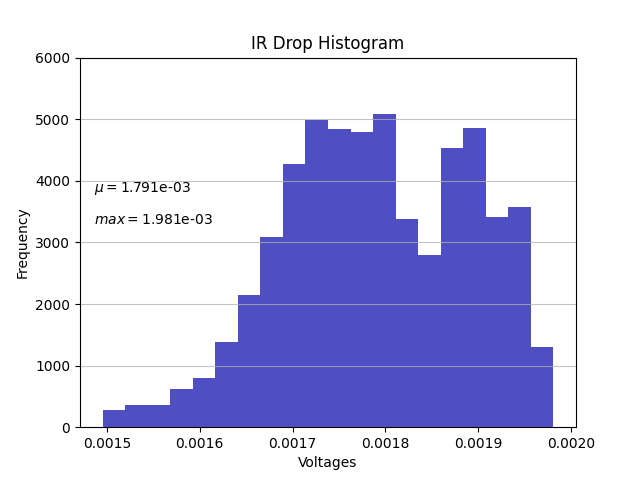 IR Drop Histogram
6000
5000
4000
3000
2000
1000
0
Frequency
μ = 1.791e-03
max = 1.981e-03
0.0015 0.0016 0.0017 0.0018 0.0019 0.0020
Voltages